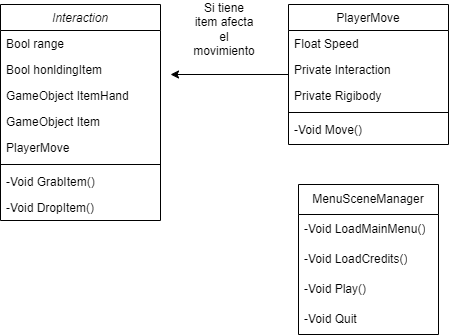 Interaction
Bool range
Bool honldingItem
GameObject ItemHand
GameObject Item
PlayerMove
-Void GrabItem()
-Void DropItem()
Si tiene
item afecta
el
movimiento
PlayerMove
Float Speed
Private Interaction
Private Rigibody
-Void Move()
MenuSceneManager
-Void LoadMainMenu()
-Void LoadCredits()
-Void Play()
-Void Quit